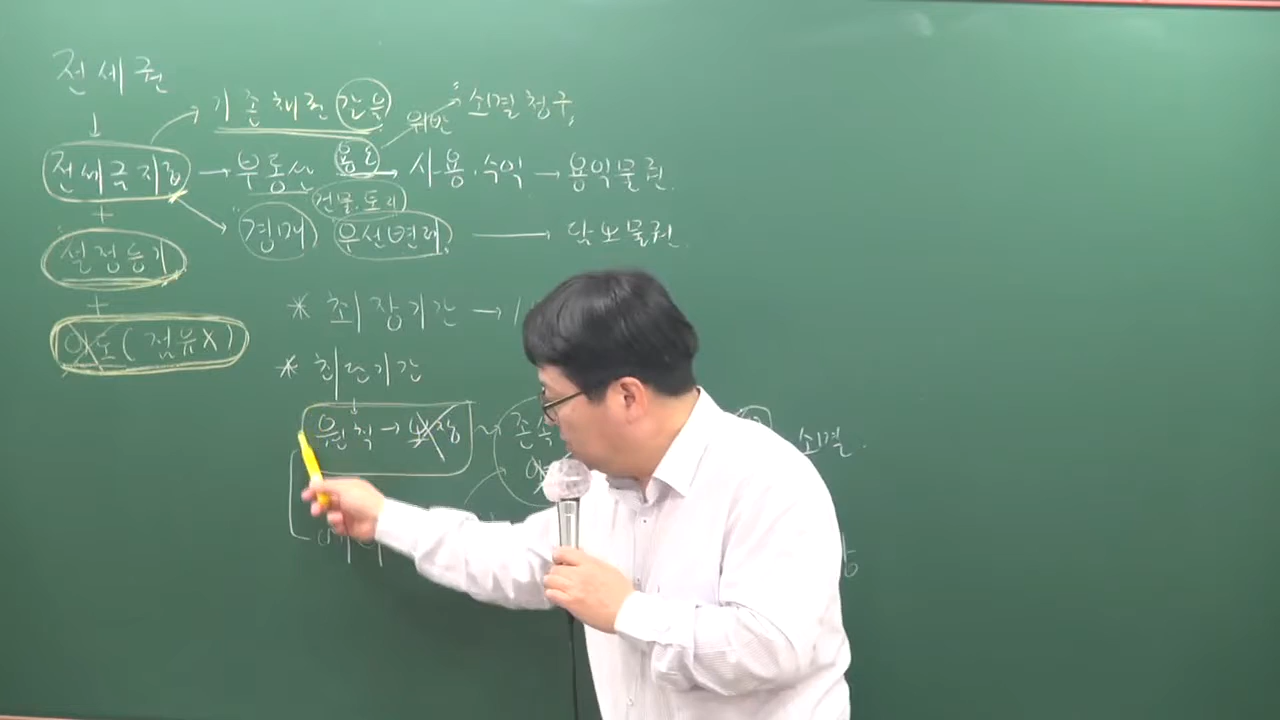 전세권
기존채권 갈음
위반 소멸청구
전세금지급 → 부동산 용도 → 사용·수익 → 용익물권
건물.토지
경매 우선변제 → 담보물권
+
설정등기
+
인도(점유X)
* 최장기간 →
* 최단기간
원칙 → 보장
존속
소멸